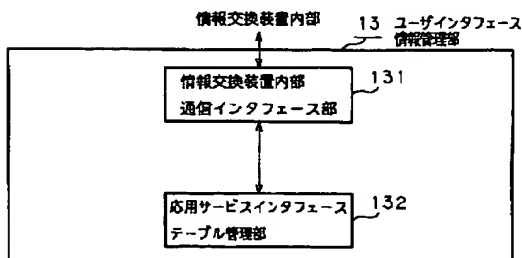 情報交換装置内部
13 ユーザインタフェース
情報管理部
情報交換装置内部
通信インタフェース部
131
応用サービスインタフェース
テーブル管理部
132